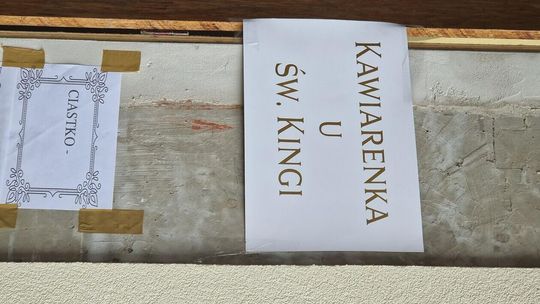 CIASTKO -
KAWIARENKA
U
ŚW. KINGI